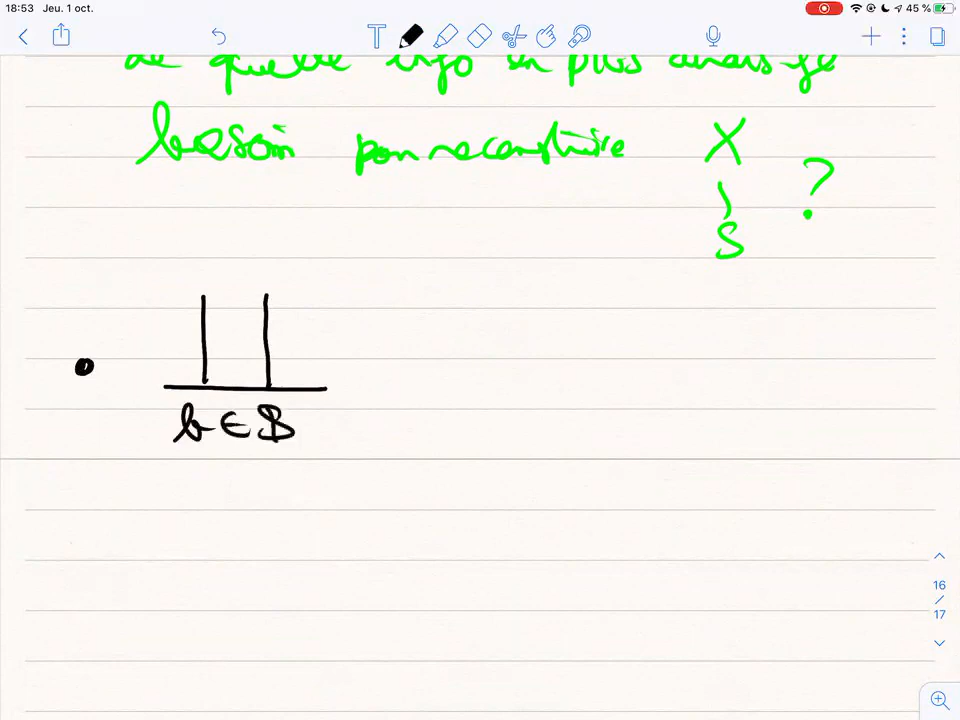 18:53 Jeu. 1 oct. 45 %
de quelle info en plus aurais-je
besoin pour reconstruire X
S ?
b ∈ B
16
/
17